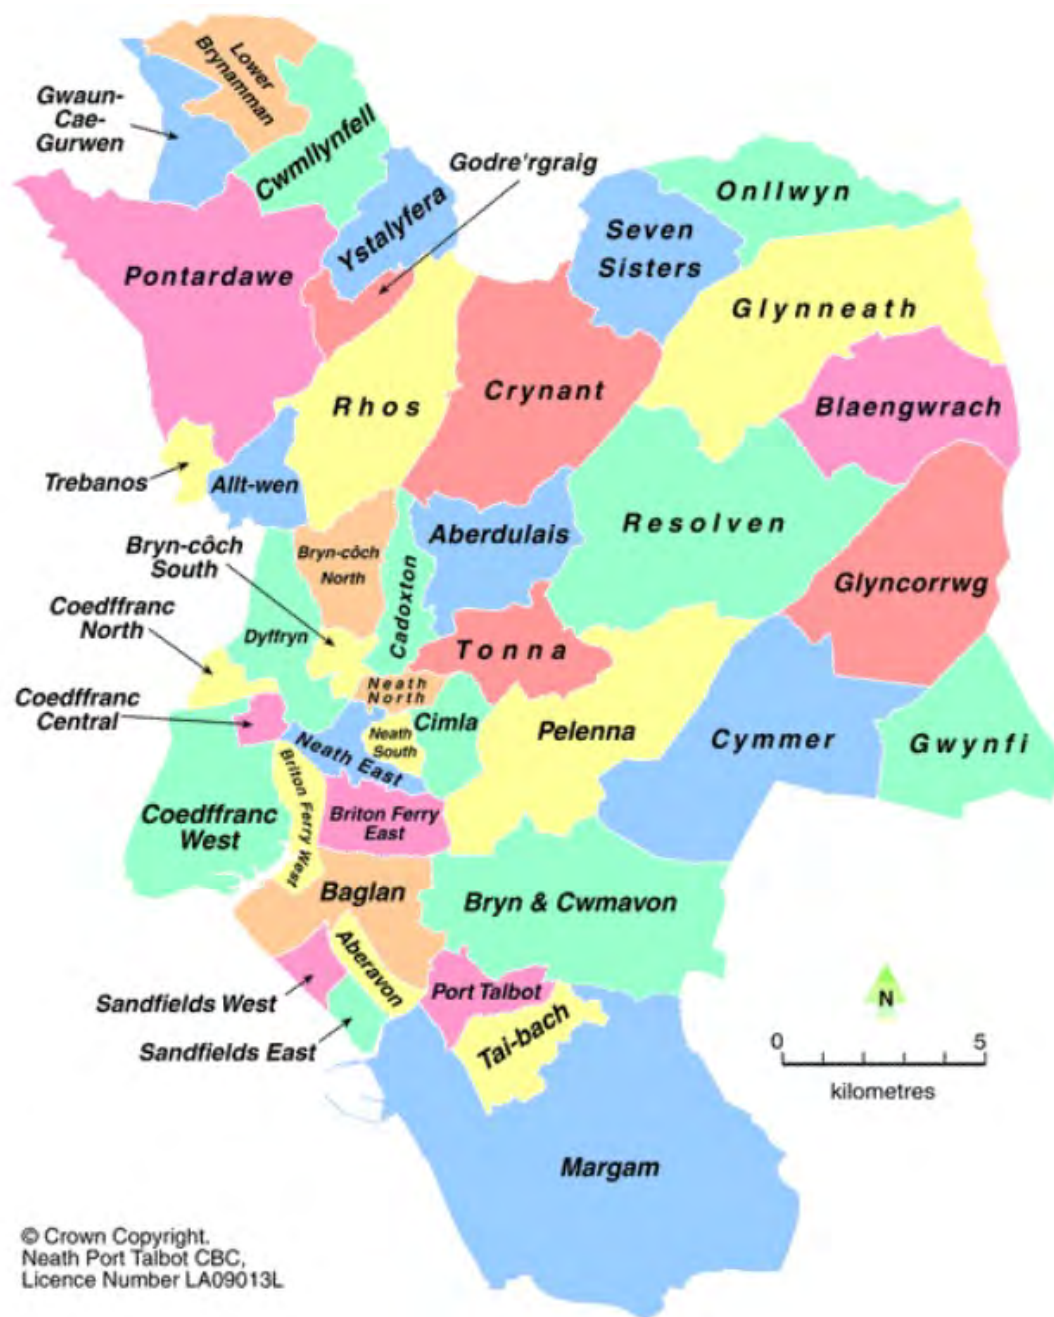 Lower
Brynamman
Gwaun-
Cae-
Gurwen
Cwmllynfell
Godre'rgraig
Onllwyn
Ystalyfera
Seven
Sisters
Pontardawe
Glynneath
Rhos
Crynant
Blaengwrach
Trebanos
Allt-wen
Resolven
Aberdulais
Bryn-côch
South
Bryn-côch
North
Cadoxton
Glyncorrwg
Coedffranc
North
Dyffryn
Tonna
Coedffranc
Central
Neath
North
Cimla
Neath
South
Neath East
Pelenna
Cymmer
Gwynfi
Coedffranc
West
Briton Ferry West
Briton Ferry
East
Baglan
Bryn & Cwmavon
Aberavon
Sandfields West
Port Talbot
Sandfields East
Tai-bach
N
0 5
kilometres
Margam
© Crown Copyright.
Neath Port Talbot CBC,
Licence Number LA09013L